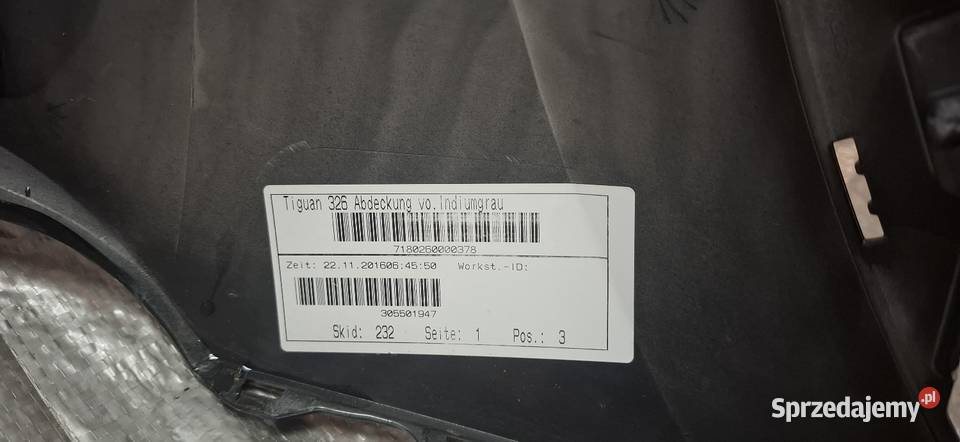 Tiguan 326 Abdeckung vo.Indiumgrau
7180260000378
Zeit: 22.11.201606:45:50 Workst.-ID:
305501947
Skid: 232 Seite: 1 Pos.: 3
Sprzedajemy.pl